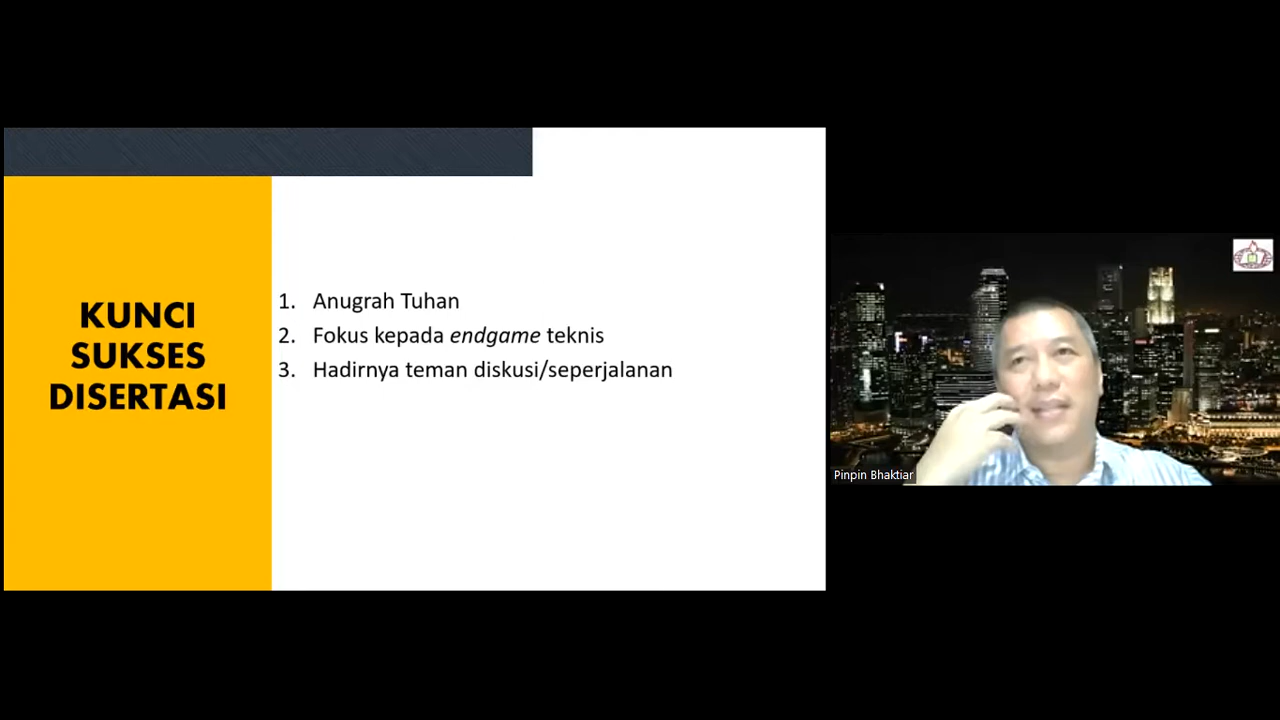 KUNCI
SUKSES
DISERTASI
1. Anugrah Tuhan
2. Fokus kepada endgame teknis
3. Hadirnya teman diskusi/seperjalanan
Pinpin Bhaktiar